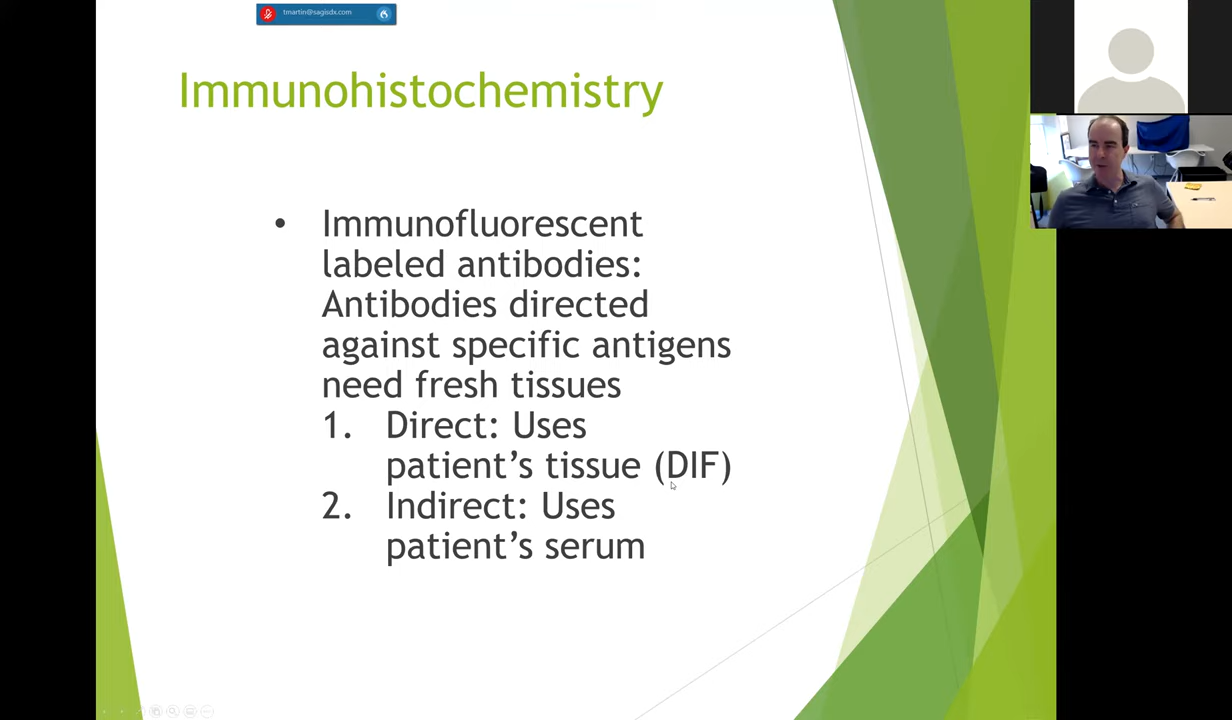 tmartin@sagisdx.com
Immunohistochemistry
• Immunofluorescent
labeled antibodies:
Antibodies directed
against specific antigens
need fresh tissues
1. Direct: Uses
patient’s tissue (DIF)
2. Indirect: Uses
patient’s serum